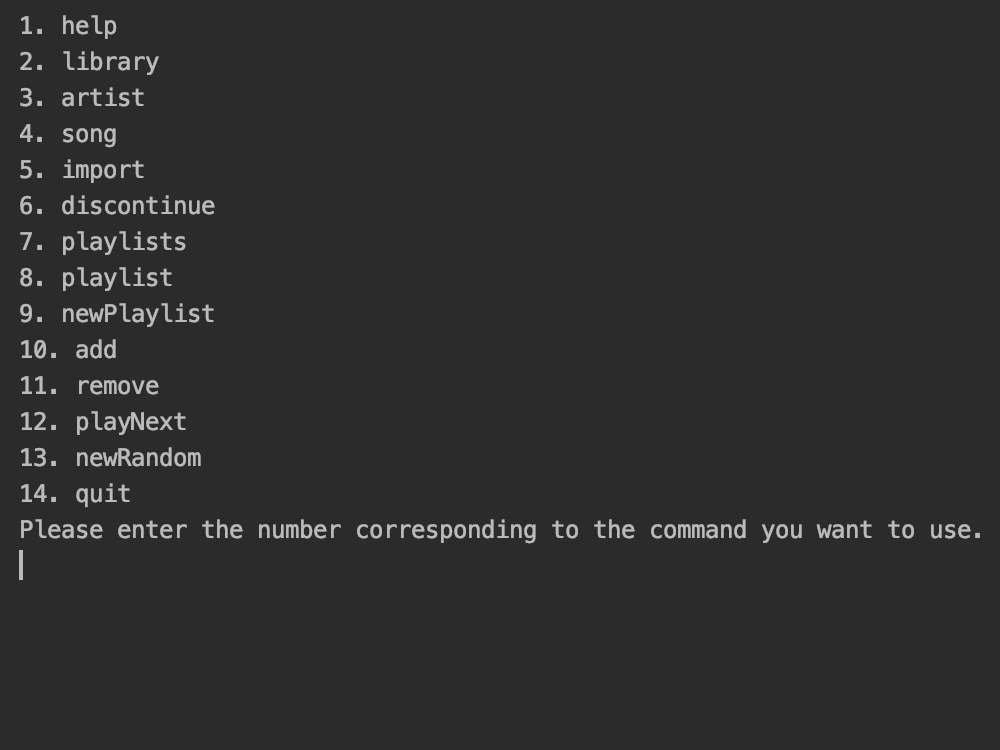 1. help
2. library
3. artist
4. song
5. import
6. discontinue
7. playlists
8. playlist
9. newPlaylist
10. add
11. remove
12. playNext
13. newRandom
14. quit
Please enter the number corresponding to the command you want to use.